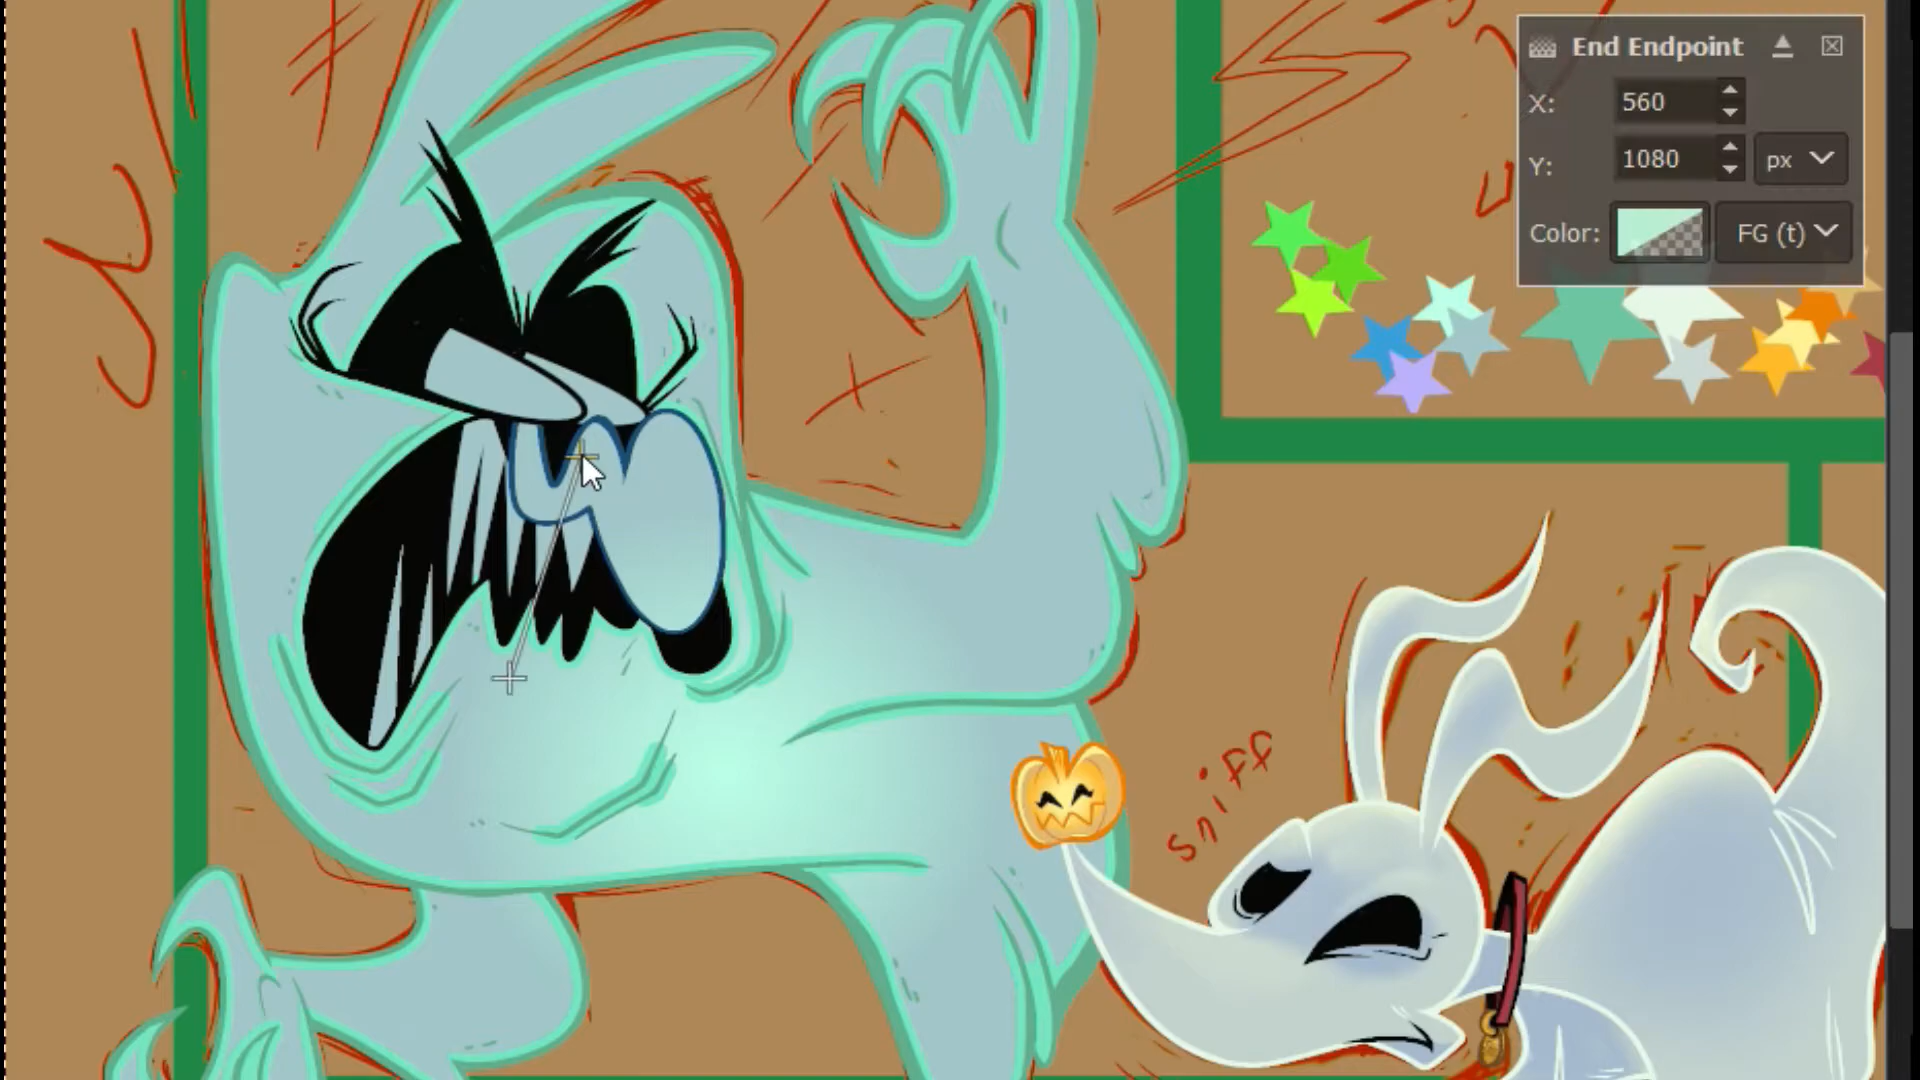 End Endpoint
X: 560
Y: 1080 px
Color: FG (t)
sniff